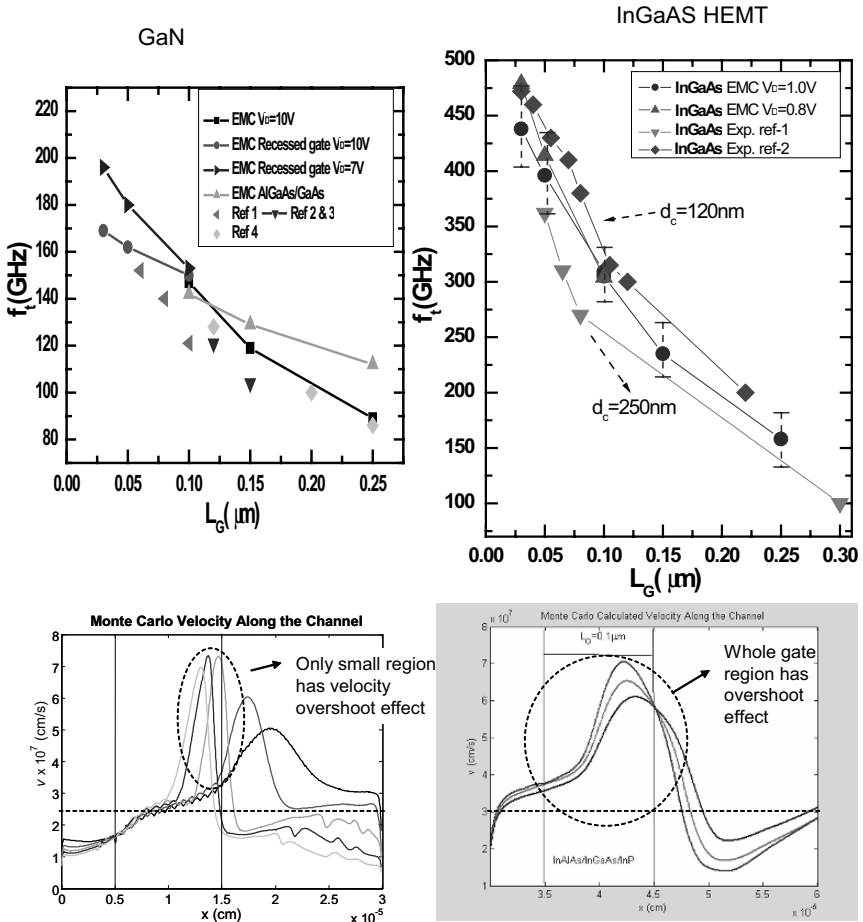 GaN
InGaAS HEMT
220
200
180
160
140
120
100
80
0.00 0.05 0.10 0.15 0.20 0.25
f_t(GHz)
L_G(μm)
EMC V_D=10V
EMC Recessed gate V_D=10V
EMC Recessed gate V_D=7V
EMC AlGaAs/GaAs
Ref 1
Ref 2 & 3
Ref 4
500
450
400
350
300
250
200
150
100
0.00 0.05 0.10 0.15 0.20 0.25 0.30
f_t(GHz)
L_G(μm)
InGaAs EMC V_D=1.0V
InGaAs EMC V_D=0.8V
InGaAs Exp. ref-1
InGaAs Exp. ref-2
d_c=120nm
d_c=250nm
Monte Carlo Velocity Along the Channel
8
7
6
5
4
3
2
1
0
0 0.5 1 1.5 2 2.5 3
x 10^-5
v x 10^7 (cm/s)
x (cm)
Only small region
has velocity
overshoot effect
x 10^7
Monte Carlo Calculated Velocity Along the Channel
8
7
6
5
4
3
2
1
3 3.5 4 4.5 5 5.5 6
x 10^-5
v (cm/s)
x (cm)
L_G=0.1μm
InAlAs/InGaAs/InP
Whole gate
region has
overshoot
effect